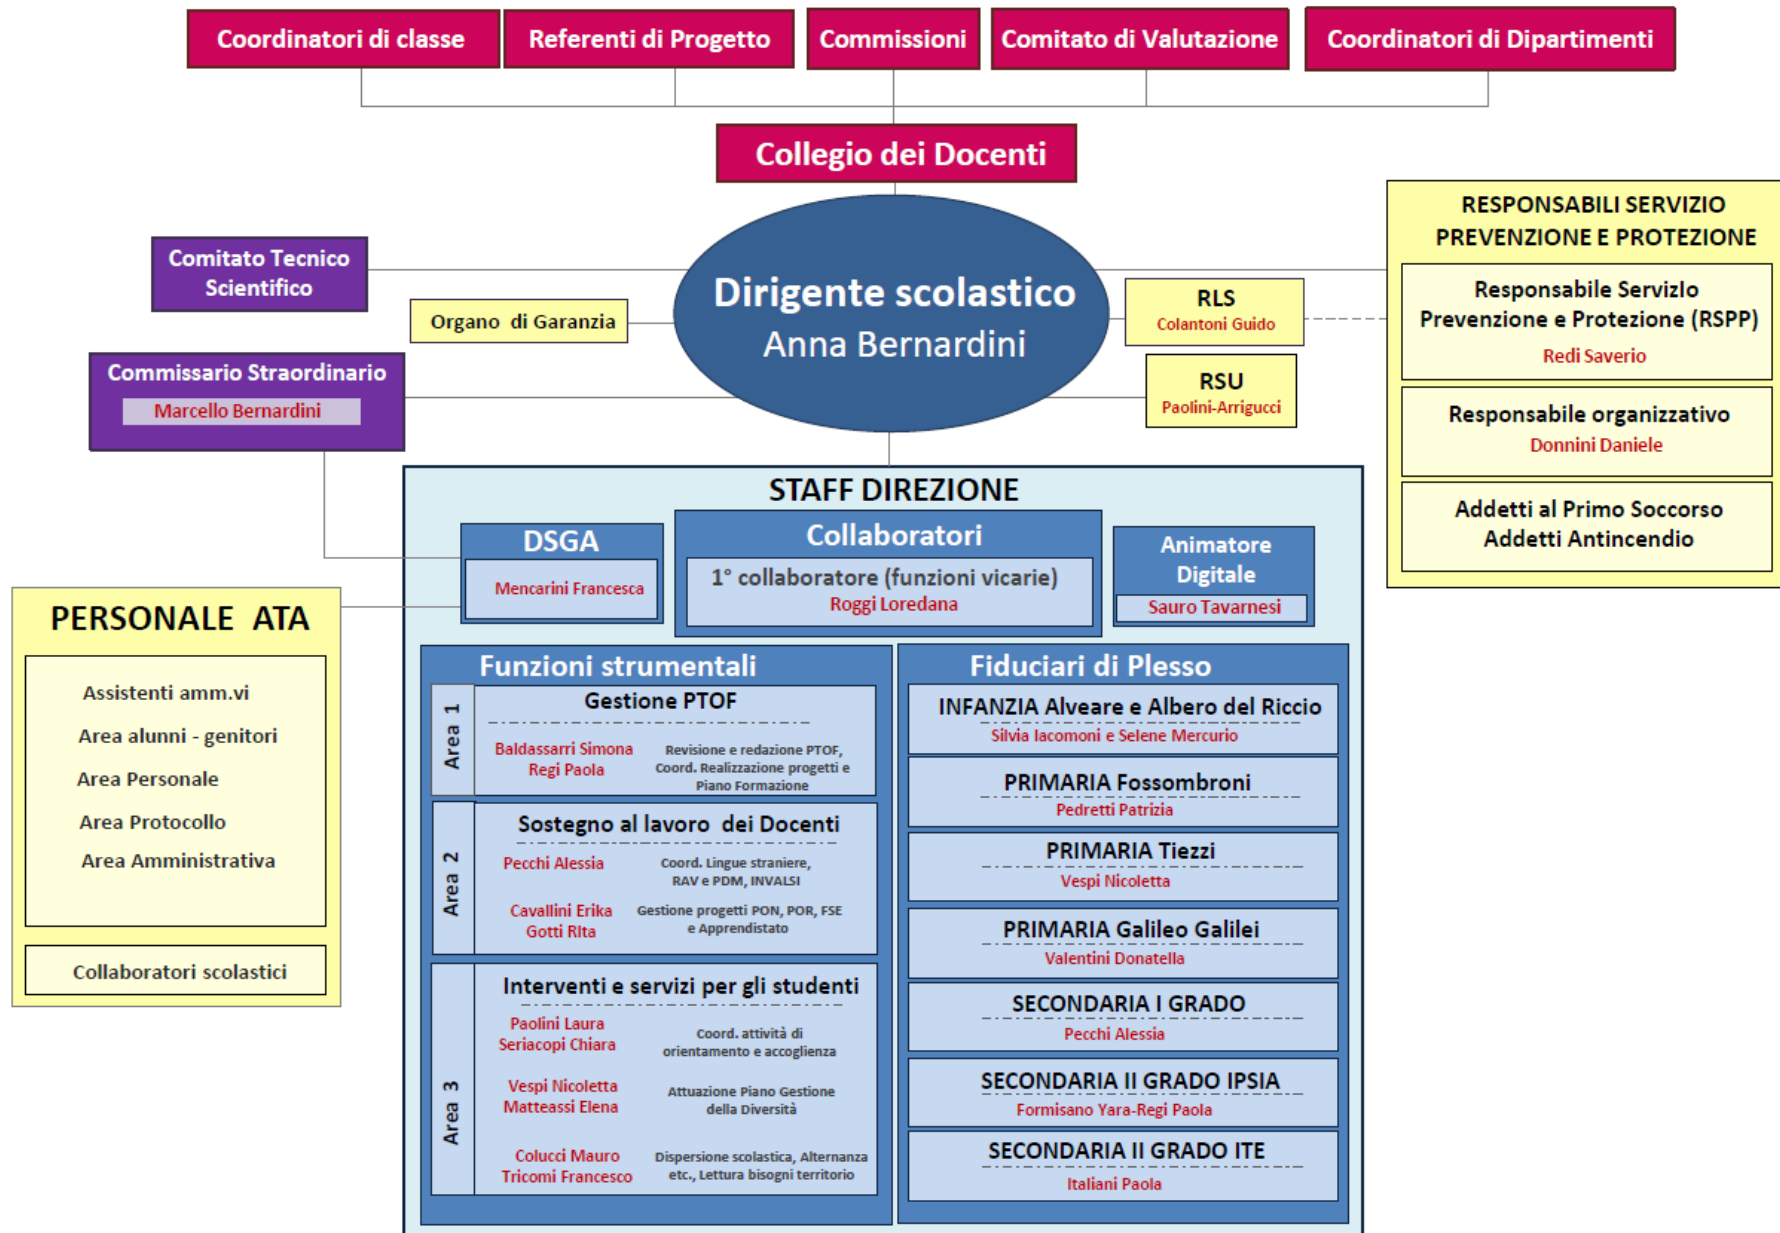 Coordinatori di classe
Referenti di Progetto
Commissioni
Comitato di Valutazione
Coordinatori di Dipartimenti
Collegio dei Docenti
Dirigente scolastico
Anna Bernardini
Comitato Tecnico
Scientifico
Organo di Garanzia
Commissario Straordinario
Marcello Bernardini
RLS
Colantoni Guido
RSU
Paolini-Arrigucci
RESPONSABILI SERVIZIO
PREVENZIONE E PROTEZIONE
Responsabile ServizIo
Prevenzione e Protezione (RSPP)
Redi Saverio
Responsabile organizzativo
Donnini Daniele
Addetti al Primo Soccorso
Addetti Antincendio
STAFF DIREZIONE
DSGA
Mencarini Francesca
Collaboratori
1° collaboratore (funzioni vicarie)
Roggi Loredana
Animatore
Digitale
Sauro Tavarnesi
PERSONALE ATA
Assistenti amm.vi
Area alunni - genitori
Area Personale
Area Protocollo
Area Amministrativa
Collaboratori scolastici
Funzioni strumentali
Area 1
Gestione PTOF
Baldassarri Simona
Regi Paola
Revisione e redazione PTOF,
Coord. Realizzazione progetti e
Piano Formazione
Area 2
Sostegno al lavoro dei Docenti
Pecchi Alessia
Coord. Lingue straniere,
RAV e PDM, INVALSI
Cavallini Erika
Gotti RIta
Gestione progetti PON, POR, FSE
e Apprendistato
Area 3
Interventi e servizi per gli studenti
Paolini Laura
Seriacopi Chiara
Coord. attività di
orientamento e accoglienza
Vespi Nicoletta
Matteassi Elena
Attuazione Piano Gestione
della Diversità
Colucci Mauro
Tricomi Francesco
Dispersione scolastica, Alternanza
etc., Lettura bisogni territorio
Fiduciari di Plesso
INFANZIA Alveare e Albero del Riccio
Silvia Iacomoni e Selene Mercurio
PRIMARIA Fossombroni
Pedretti Patrizia
PRIMARIA Tiezzi
Vespi Nicoletta
PRIMARIA Galileo Galilei
Valentini Donatella
SECONDARIA I GRADO
Pecchi Alessia
SECONDARIA II GRADO IPSIA
Formisano Yara-Regi Paola
SECONDARIA II GRADO ITE
Italiani Paola